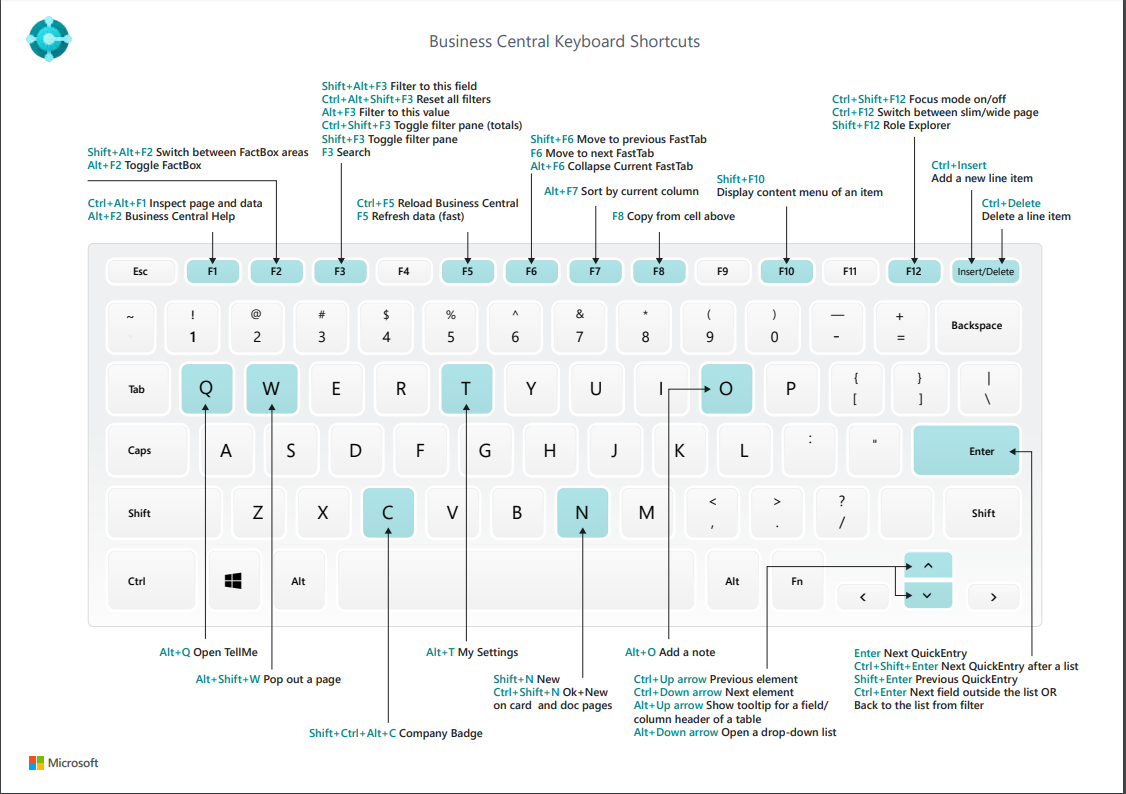 Business Central Keyboard Shortcuts
Shift+Alt+F3 Filter to this field
Ctrl+Alt+Shift+F3 Reset all filters
Alt+F3 Filter to this value
Ctrl+Shift+F3 Toggle filter pane (totals)
Shift+F3 Toggle filter pane
F3 Search
Ctrl+Shift+F12 Focus mode on/off
Ctrl+F12 Switch between slim/wide page
Shift+F12 Role Explorer
Shift+Alt+F2 Switch between FactBox areas
Alt+F2 Toggle FactBox
Shift+F6 Move to previous FastTab
F6 Move to next FastTab
Alt+F6 Collapse Current FastTab
Ctrl+Insert
Add a new line item
Shift+F10
Display content menu of an item
Alt+F7 Sort by current column
Ctrl+Alt+F1 Inspect page and data
Alt+F2 Business Central Help
Ctrl+F5 Reload Business Central
F5 Refresh data (fast)
F8 Copy from cell above
Ctrl+Delete
Delete a line item
Esc F1 F2 F3 F4 F5 F6 F7 F8 F9 F10 F11 F12 Insert/Delete
~ ! @ # $ % ^ & * ( ) — +
1 2 3 4 5 6 7 8 9 0 - = Backspace
Tab Q W E R T Y U I O P { } |
[ ] \
Caps A S D F G H J K L : " Enter
Shift Z X C V B N M < > ? Shift
, . /
Ctrl Alt Alt Fn < ^ ˅ >
Alt+Q Open TellMe
Alt+T My Settings
Alt+O Add a note
Enter Next QuickEntry
Ctrl+Shift+Enter Next QuickEntry after a list
Shift+Enter Previous QuickEntry
Ctrl+Enter Next field outside the list OR
Back to the list from filter
Alt+Shift+W Pop out a page
Shift+N New
Ctrl+Shift+N Ok+New
on card and doc pages
Ctrl+Up arrow Previous element
Ctrl+Down arrow Next element
Alt+Up arrow Show tooltip for a field/
column header of a table
Alt+Down arrow Open a drop-down list
Shift+Ctrl+Alt+C Company Badge
Microsoft